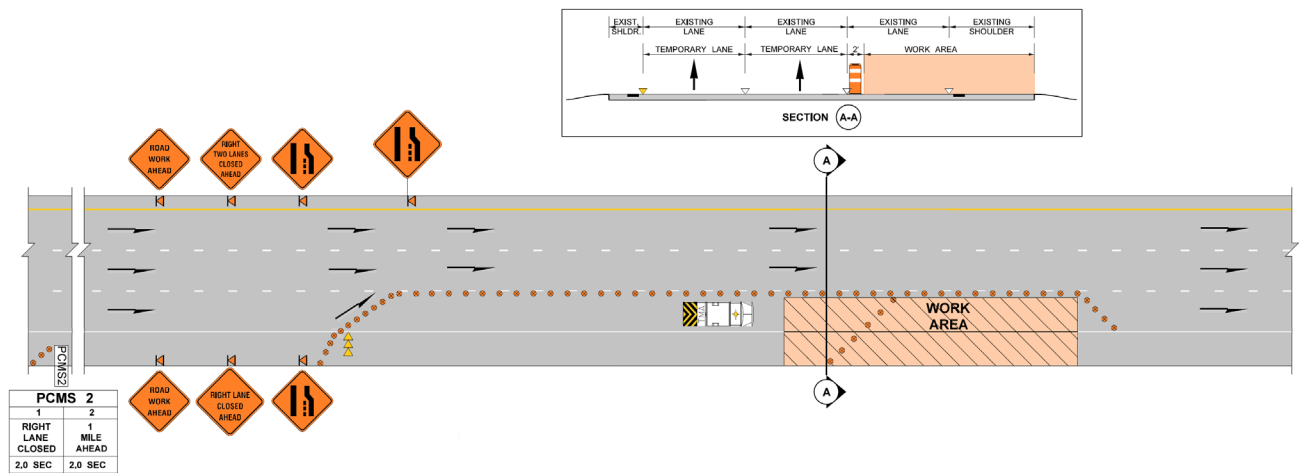 EXIST. SHLDR.
EXISTING LANE
EXISTING LANE
EXISTING LANE
EXISTING SHOULDER
TEMPORARY LANE
TEMPORARY LANE
2'
WORK AREA
SECTION A-A
ROAD
WORK
AHEAD
RIGHT
TWO LANES
CLOSED
AHEAD
A
TMA
WORK
AREA
A
PCMS2
ROAD
WORK
AHEAD
RIGHT LANE
CLOSED
AHEAD
PCMS 2
1 2
RIGHT 1
LANE MILE
CLOSED AHEAD
2.0 SEC 2.0 SEC